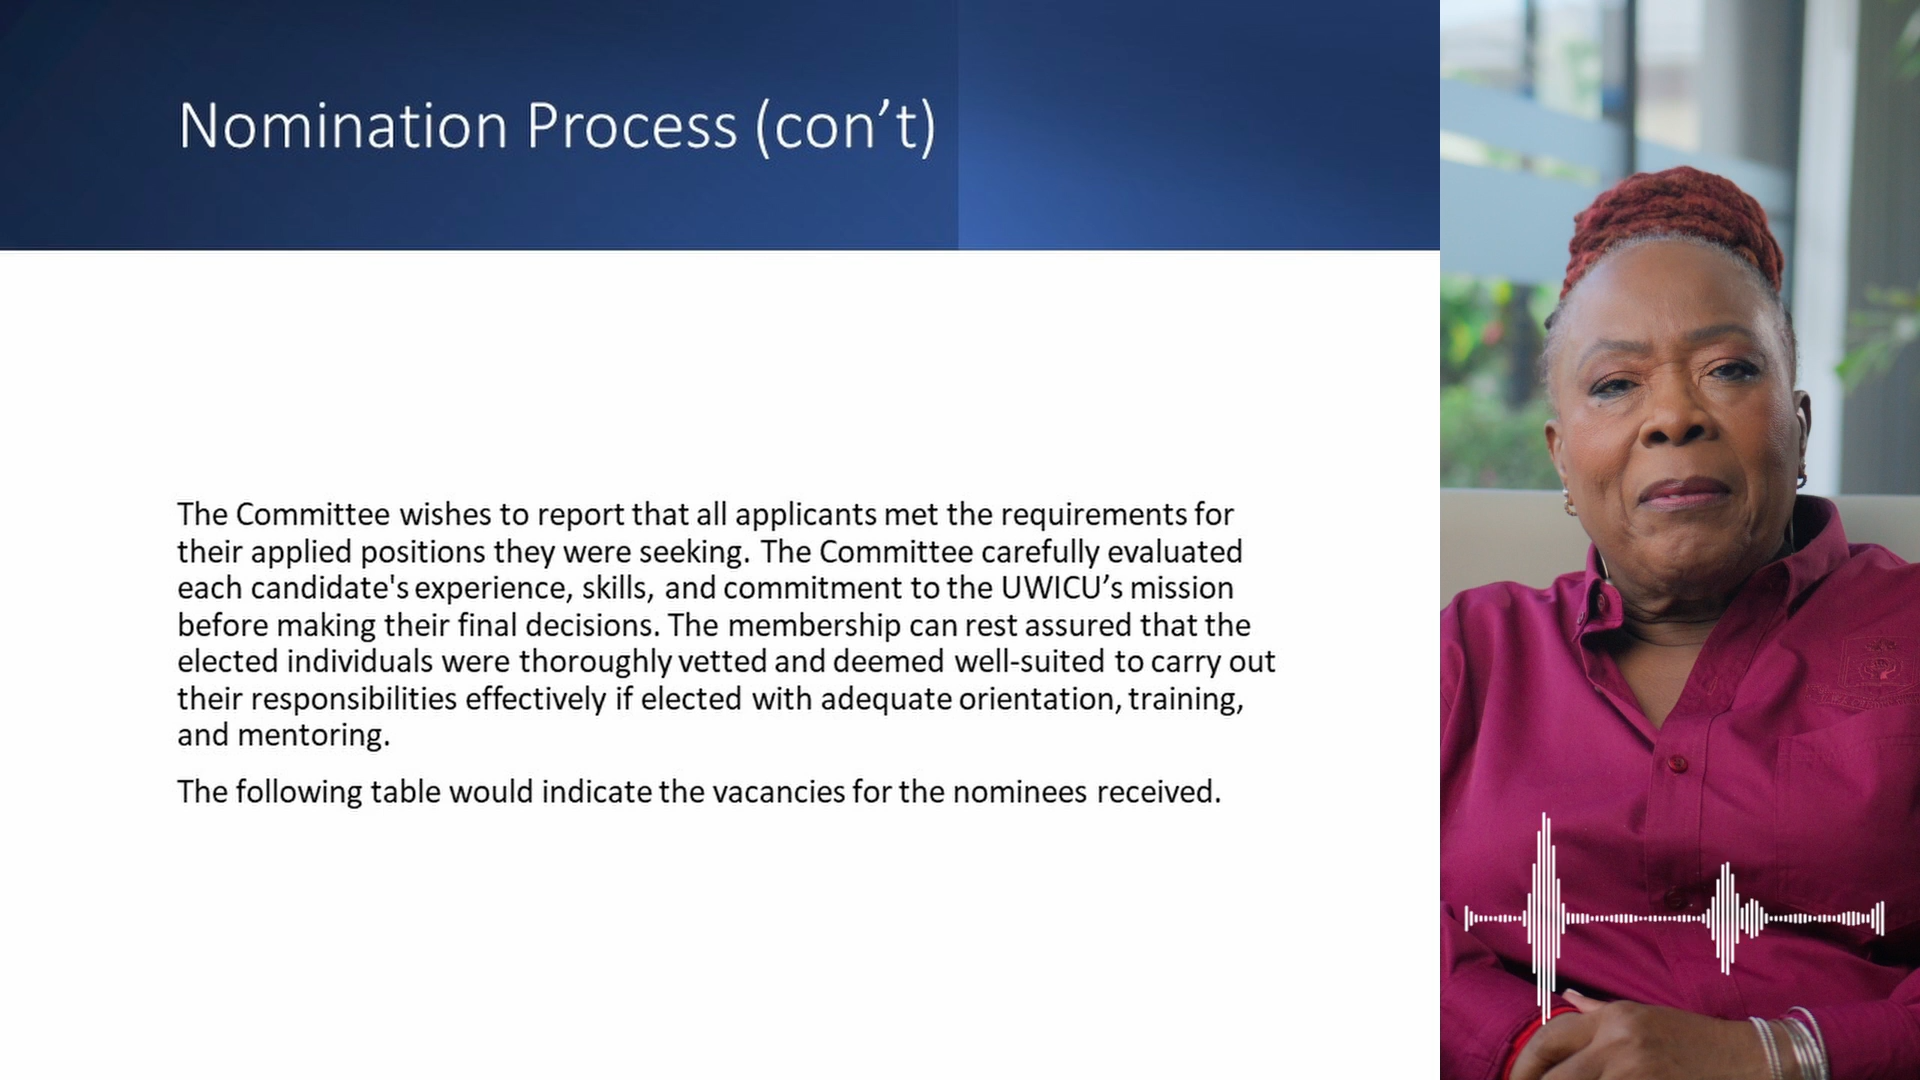 Nomination Process (con’t)
The Committee wishes to report that all applicants met the requirements for
their applied positions they were seeking. The Committee carefully evaluated
each candidate's experience, skills, and commitment to the UWICU’s mission
before making their final decisions. The membership can rest assured that the
elected individuals were thoroughly vetted and deemed well-suited to carry out
their responsibilities effectively if elected with adequate orientation, training,
and mentoring.
The following table would indicate the vacancies for the nominees received.